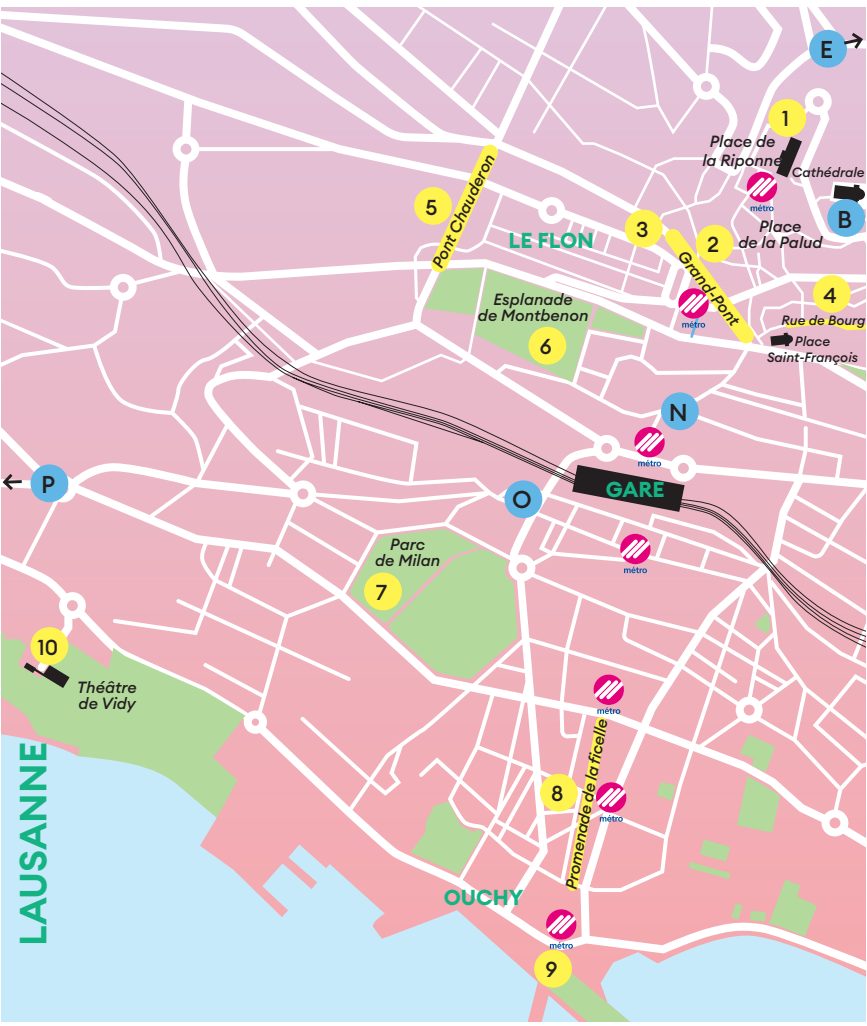 E
1
Place de
la Riponne
Cathédrale
métro
B
5
Pont Chauderon
LE FLON
3
2
Place
de la Palud
Grand-Pont
4
Rue de Bourg
métro
Place
Saint-François
Esplanade
de Montbenon
6
N
métro
P
O
GARE
métro
Parc
de Milan
7
10
Théâtre
de Vidy
métro
LAUSANNE
8
Promenade de la ficelle
métro
OUCHY
métro
9